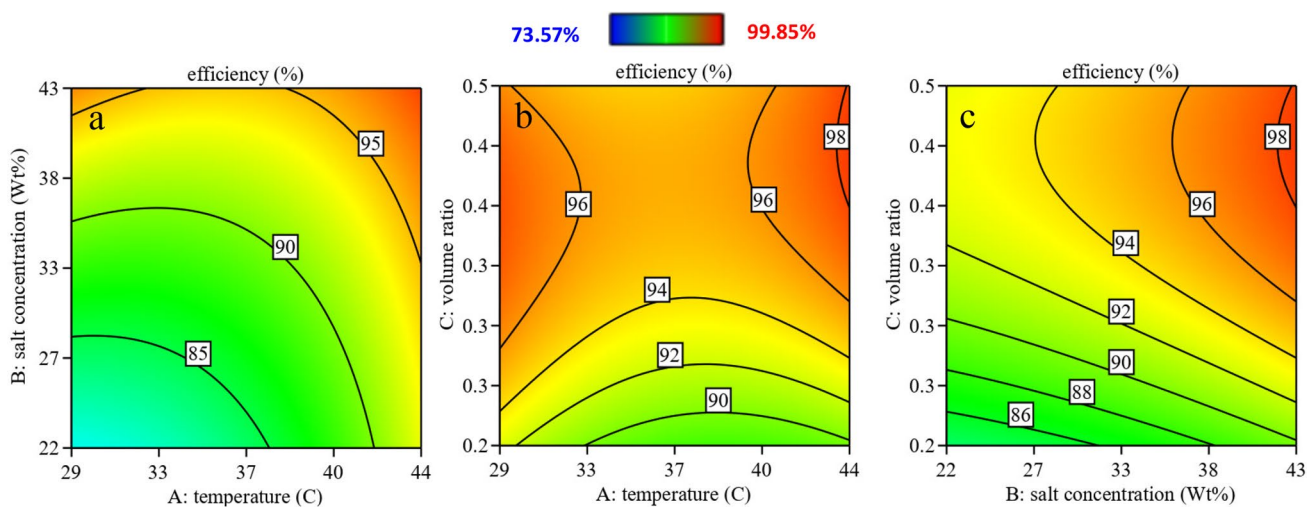 73.57% 99.85%
efficiency (%)
a
95
90
85
43
38
33
27
22
29 33 37 40 44
B: salt concentration (Wt%)
A: temperature (C)
efficiency (%)
b
98
96
96
94
92
90
0.5
0.4
0.4
0.3
0.3
0.3
0.2
29 33 37 40 44
C: volume ratio
A: temperature (C)
efficiency (%)
c
98
96
94
92
90
88
86
0.5
0.4
0.4
0.3
0.3
0.3
0.2
22 27 33 38 43
C: volume ratio
B: salt concentration (Wt%)